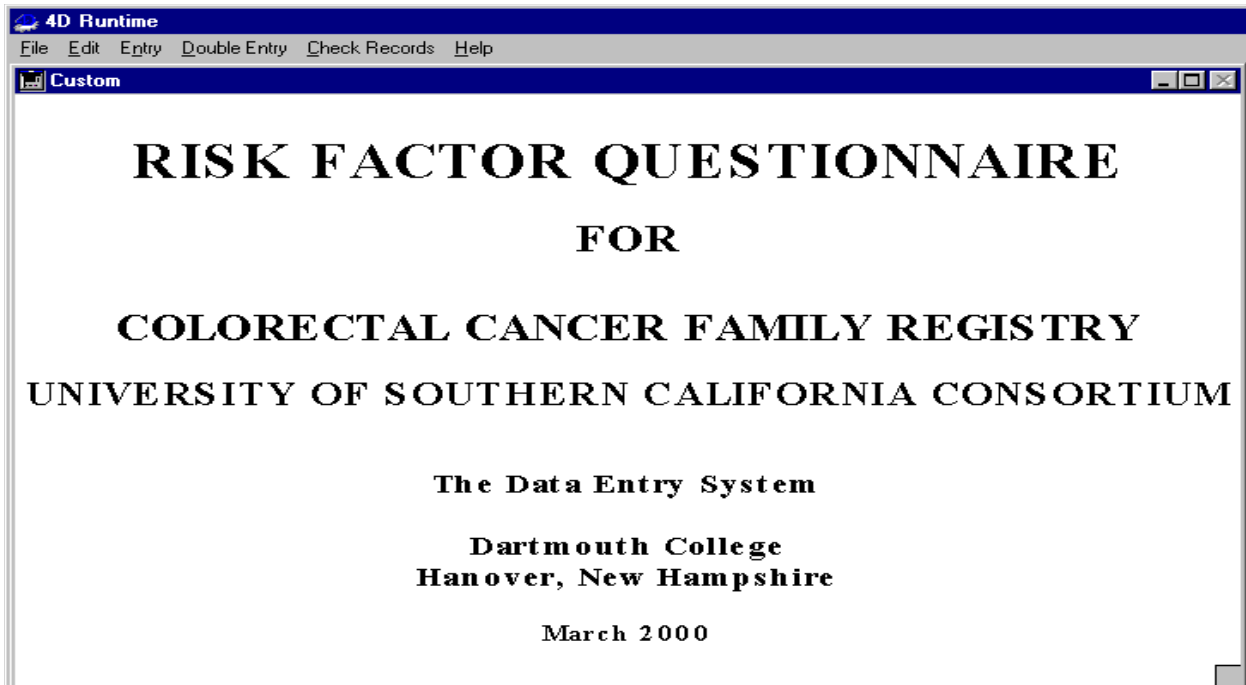 4D Runtime
File Edit Entry Double Entry Check Records Help
Custom
RISK FACTOR QUESTIONNAIRE
FOR
COLORECTAL CANCER FAMILY REGISTRY
UNIVERSITY OF SOUTHERN CALIFORNIA CONSORTIUM
The Data Entry System
Dartmouth College
Hanover, New Hampshire
March 2000